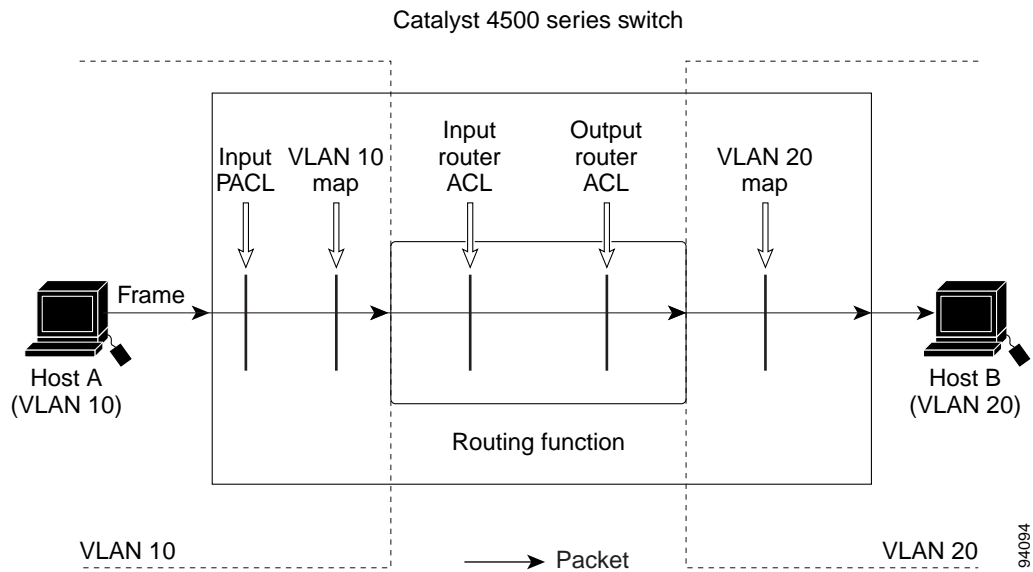 Catalyst 4500 series switch
Input
PACL
VLAN 10
map
Input
router
ACL
Output
router
ACL
VLAN 20
map
Frame
Host A
(VLAN 10)
Host B
(VLAN 20)
Routing function
VLAN 10
Packet
VLAN 20
94094